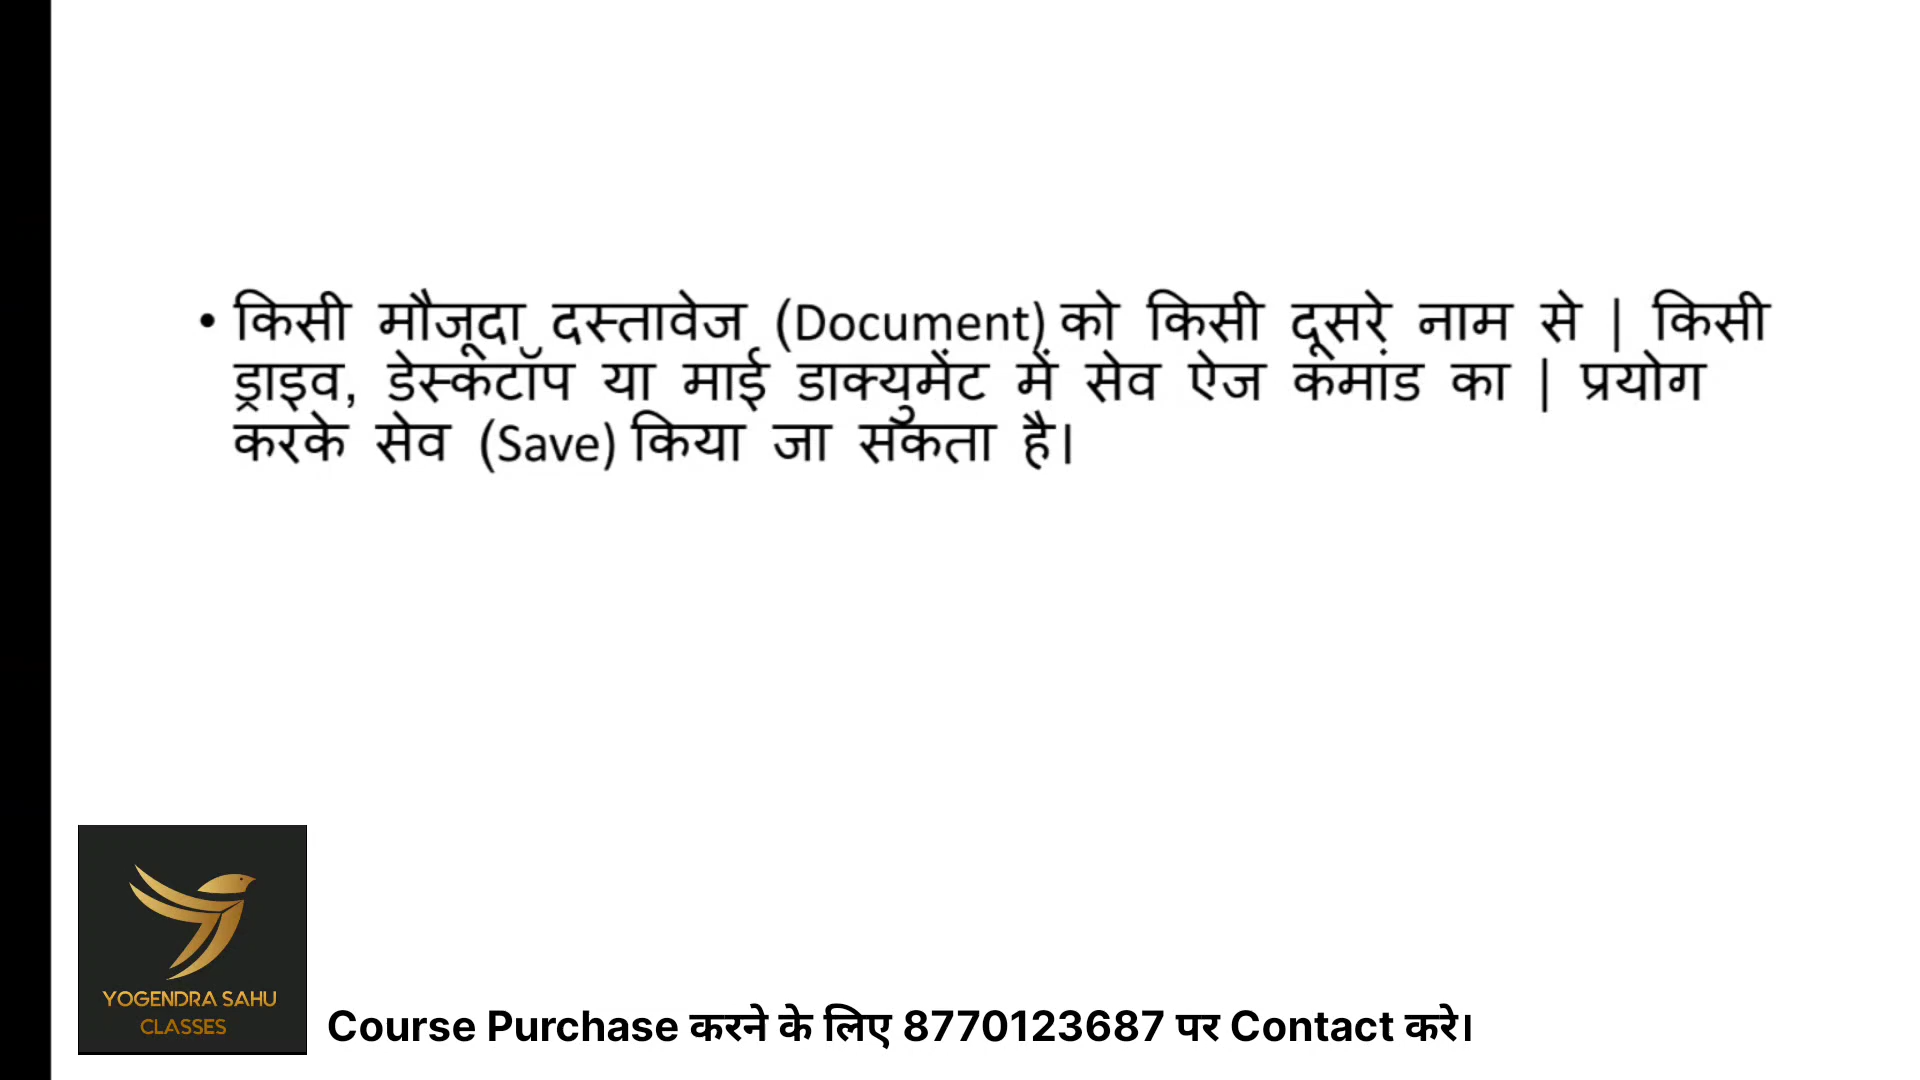 • किसी मौजूदा दस्तावेज (Document) को किसी दूसरे नाम से | किसी
ड्राइव, डेस्कटॉप या माई डाक्युमेंट में सेव ऐज कमांड का | प्रयोग
करके सेव (Save) किया जा सकता है।
YOGENDRA SAHU
CLASSES
Course Purchase करने के लिए 8770123687 पर Contact करे।